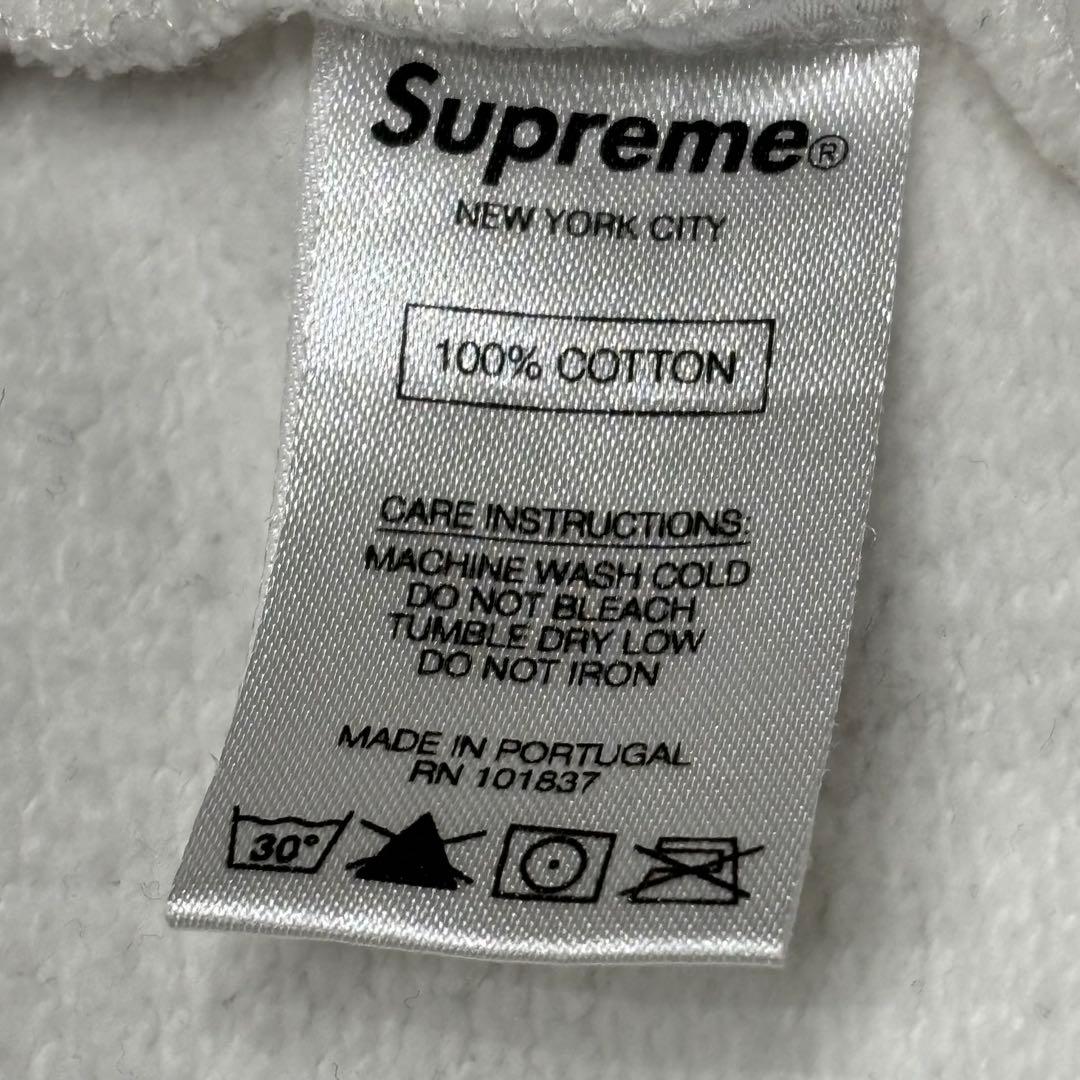 Supreme®
NEW YORK CITY
100% COTTON
CARE INSTRUCTIONS:
MACHINE WASH COLD
DO NOT BLEACH
TUMBLE DRY LOW
DO NOT IRON
MADE IN PORTUGAL
RN 101837
30°